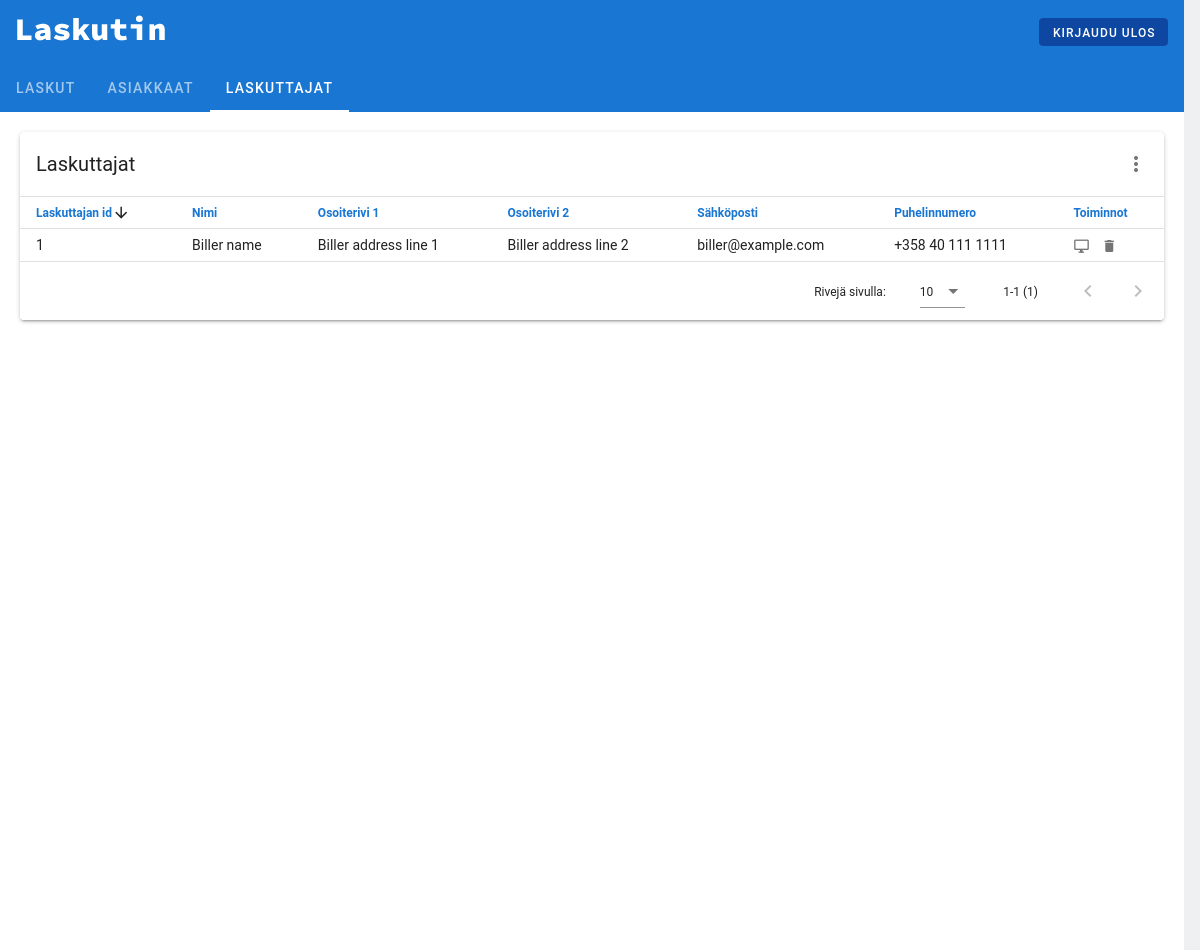 Laskutin
KIRJAUDU ULOS
LASKUT ASIAKKAAT LASKUTTAJAT
Laskuttajat
Laskuttajan id Nimi Osoiterivi 1 Osoiterivi 2 Sähköposti Puhelinnumero Toiminnot
1 Biller name Biller address line 1 Biller address line 2 biller@example.com +358 40 111 1111
Rivejä sivulla: 10 1-1 (1)